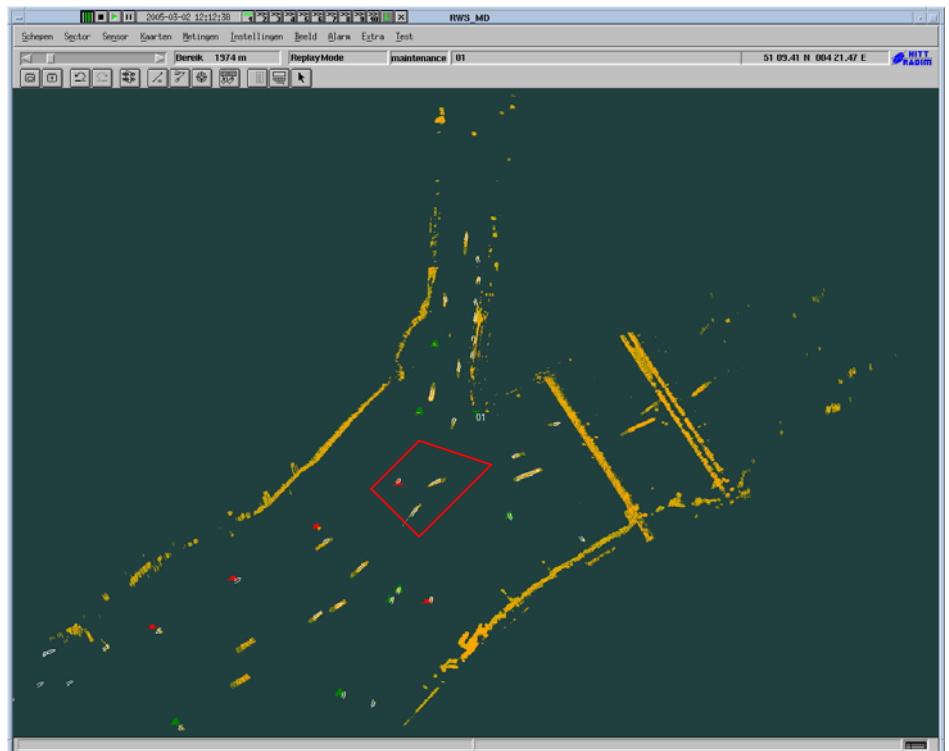 2005-03-02 12:12:38
RWS_MD
Schepen Sector Sensor Kaarten Metingen Instellingen Beeld Alarm Extra Test
Bereik 1974 m ReplayMode maintenance 01 51 09.41 N 004 21.47 E HITT RADIM
01